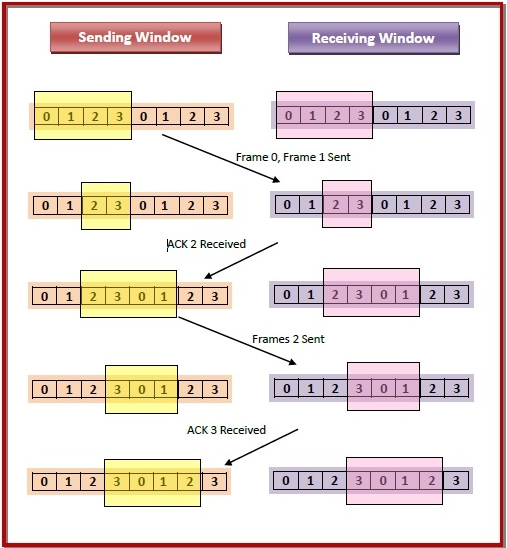 Sending Window Receiving Window
0 1 2 3 0 1 2 3 0 1 2 3 0 1 2 3
Frame 0, Frame 1 Sent
0 1 2 3 0 1 2 3 0 1 2 3 0 1 2 3
ACK 2 Received
0 1 2 3 0 1 2 3 0 1 2 3 0 1 2 3
Frames 2 Sent
0 1 2 3 0 1 2 3 0 1 2 3 0 1 2 3
ACK 3 Received
0 1 2 3 0 1 2 3 0 1 2 3 0 1 2 3